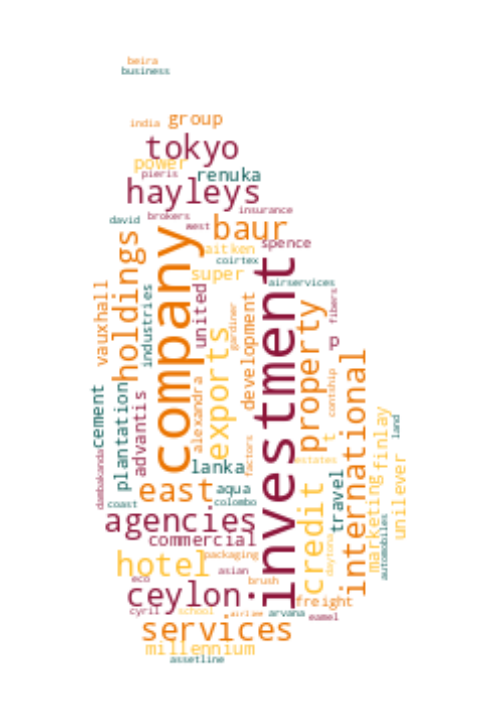 beira
business
india
group
tokyo
power
pieris
renuka
hayleys
insurance
david
brokers
west
baur
aitken
spence
coirtex
super
airservices
company
holdings
vauxhall
industries
united
gardiner
development
investment
property
fibers
p
contship
international
exports
alexandra
advantis
plantation
cement
dambakanda
lanka
factors
t
estates
land
finlay
unilever
marketing
automobiles
travel
credit
daytona
east
aqua
coast
colombo
agencies
commercial
packaging
hotel
asian
eco
brush
ceylon
freight
cyril
school
airline
arvana
eamel
services
millennium
assetline